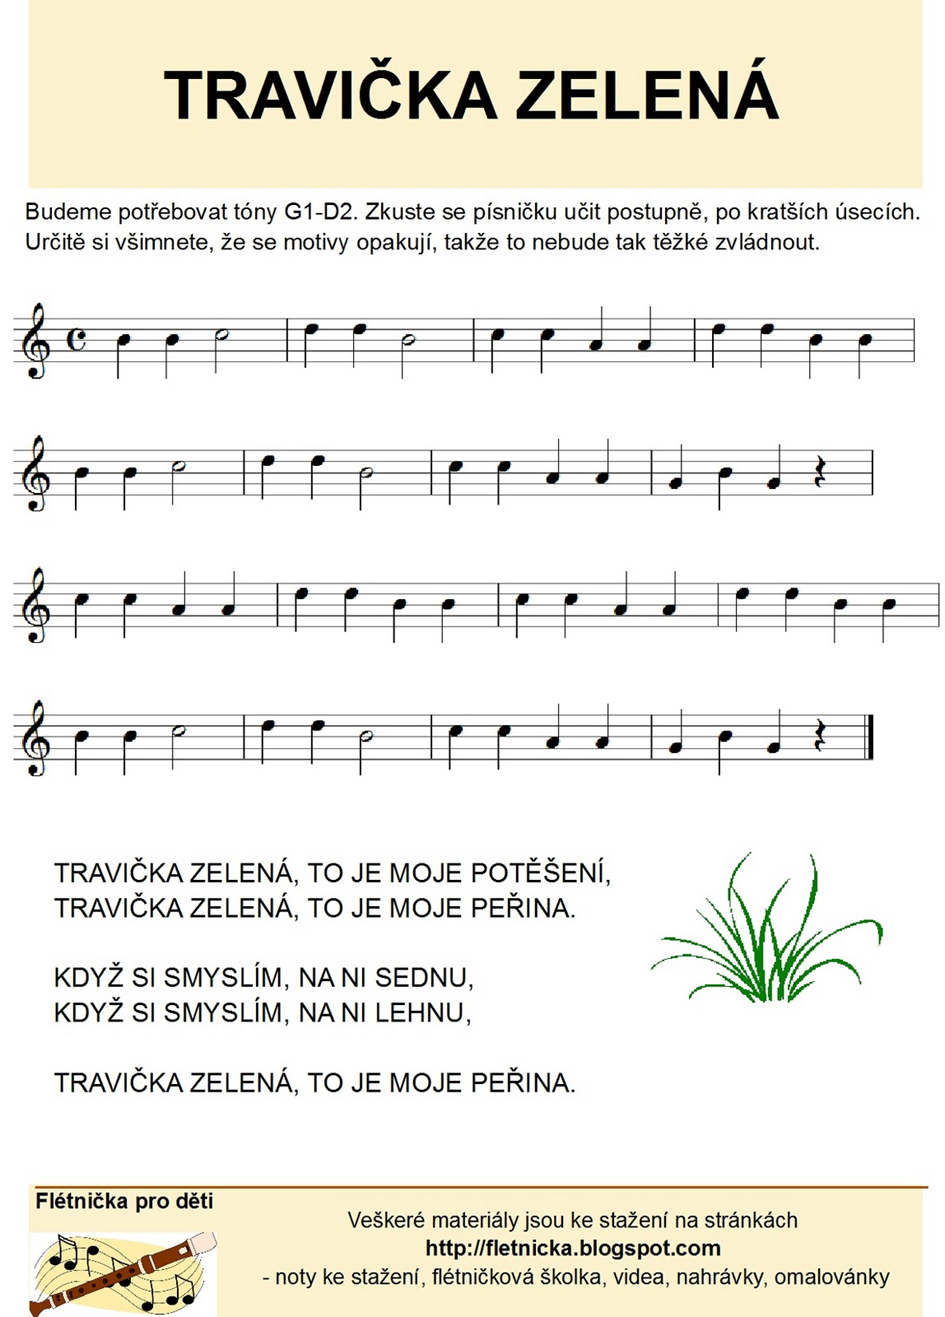 TRAVIČKA ZELENÁ
Budeme potřebovat tóny G1-D2. Zkuste se písničku učit postupně, po kratších úsecích.
Určitě si všimnete, že se motivy opakují, takže to nebude tak těžké zvládnout.
TRAVIČKA ZELENÁ, TO JE MOJE POTĚŠENÍ,
TRAVIČKA ZELENÁ, TO JE MOJE PEŘINA.
KDYŽ SI SMYSLÍM, NA NI SEDNU,
KDYŽ SI SMYSLÍM, NA NI LEHNU,
TRAVIČKA ZELENÁ, TO JE MOJE PEŘINA.
Flétnička pro děti
Veškeré materiály jsou ke stažení na stránkách
http://fletnicka.blogspot.com
- noty ke stažení, flétničková školka, videa, nahrávky, omalovánky